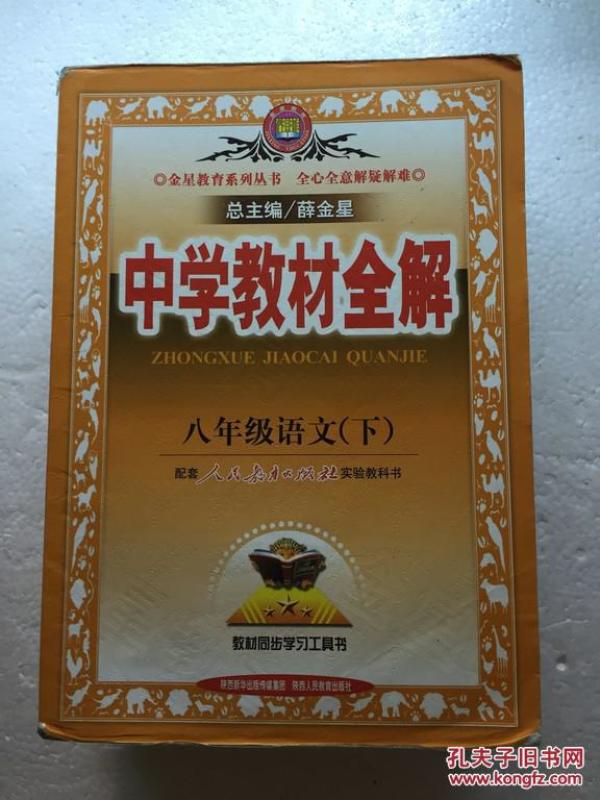 ◎金星教育系列丛书 全心全意解疑解难◎
总主编/薛金星
中学教材全解
ZHONGXUE JIAOCAI QUANJIE
八年级语文(下)
配套人民教育出版社实验教科书
教材同步学习工具书
陕西新华出版传媒集团 陕西人民教育出版社
孔夫子旧书网
www.kongfz.com